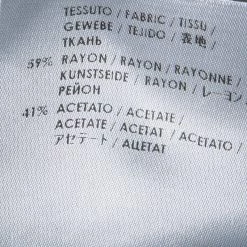 TESSUTO / FABRIC / TISSU /
GEWEBE / TEJIDO / 表地 /
ТКАНЬ
59% RAYON / RAYON / RAYONNE /
KUNSTSEIDE / RAYON / レーヨン
РЕЙОН
41% ACETATO / ACETATE /
ACETATE / ACETAT / ACETATO /
アセテート / АЦЕТАТ